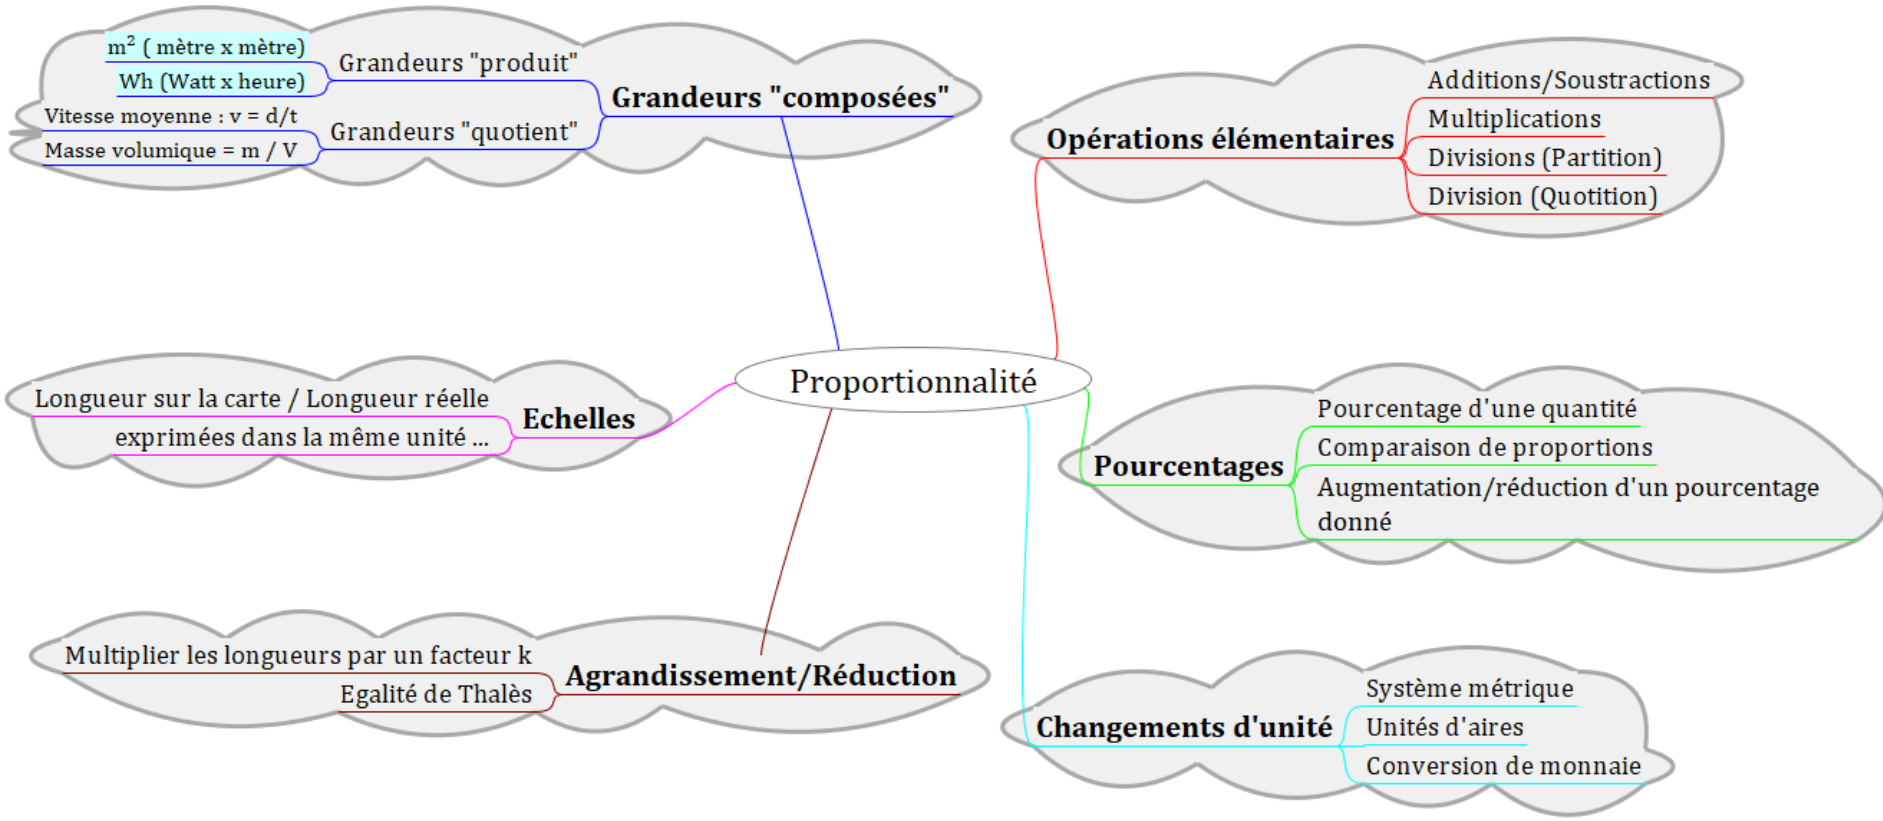 m² ( mètre x mètre)
Wh (Watt x heure)
Grandeurs "produit"
Vitesse moyenne : v = d/t
Masse volumique = m / V
Grandeurs "quotient"
Grandeurs "composées"
Opérations élémentaires
Additions/Soustractions
Multiplications
Divisions (Partition)
Division (Quotition)
Proportionnalité
Longueur sur la carte / Longueur réelle
exprimées dans la même unité ...
Echelles
Pourcentages
Pourcentage d'une quantité
Comparaison de proportions
Augmentation/réduction d'un pourcentage
donné
Multiplier les longueurs par un facteur k
Egalité de Thalès
Agrandissement/Réduction
Changements d'unité
Système métrique
Unités d'aires
Conversion de monnaie